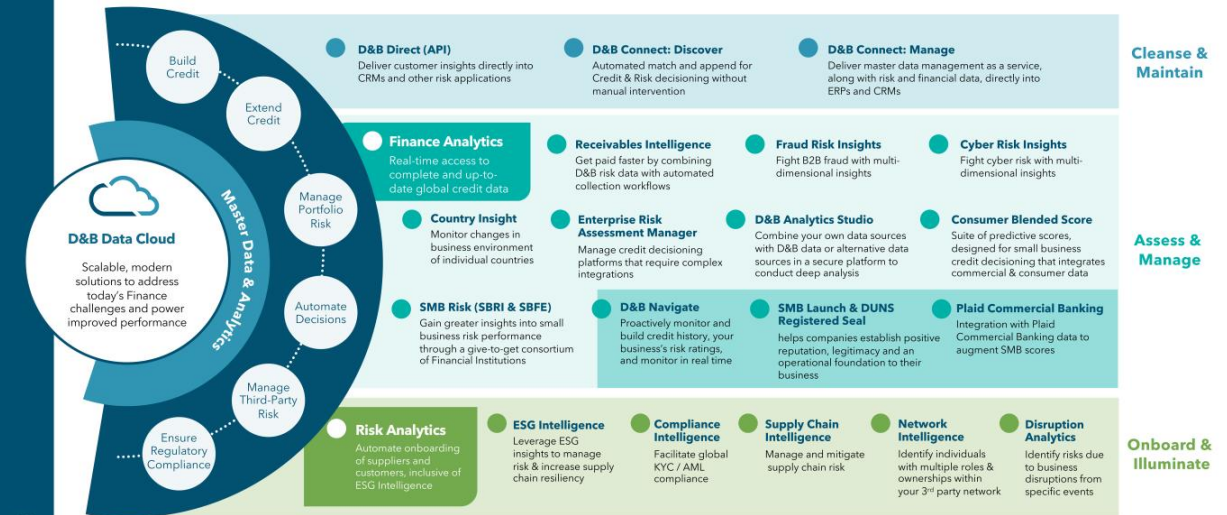 Build
Credit
Extend
Credit
Manage
Portfolio
Risk
Automate
Decisions
Manage
Third-Party
Risk
Ensure
Regulatory
Compliance
Master Data & Analytics
D&B Data Cloud
Scalable, modern
solutions to address
today's Finance
challenges and power
improved performance
D&B Direct (API)
Deliver customer insights directly into
CRMs and other risk applications
D&B Connect: Discover
Automated match and append for
Credit & Risk decisioning without
manual intervention
D&B Connect: Manage
Deliver master data management as a service,
along with risk and financial data, directly into
ERPs and CRMs
Cleanse &
Maintain
Finance Analytics
Real-time access to
complete and up-to-
date global credit data
Receivables Intelligence
Get paid faster by combining
D&B risk data with automated
collection workflows
Fraud Risk Insights
Fight B2B fraud with multi-
dimensional insights
Cyber Risk Insights
Fight cyber risk with multi-
dimensional insights
Country Insight
Monitor changes in
business environment
of individual countries
Enterprise Risk
Assessment Manager
Manage credit decisioning
platforms that require complex
integrations
D&B Analytics Studio
Combine your own data sources
with D&B data or alternative data
sources in a secure platform to
conduct deep analysis
Consumer Blended Score
Suite of predictive scores,
designed for small business
credit decisioning that integrates
commercial & consumer data
Assess &
Manage
SMB Risk (SBRI & SBFE)
Gain greater insights into small
business risk performance
through a give-to-get consortium
of Financial Institutions
D&B Navigate
Proactively monitor and
build credit history, your
business's risk ratings,
and monitor in real time
SMB Launch & DUNS
Registered Seal
helps companies establish positive
reputation, legitimacy and an
operational foundation to their
business
Plaid Commercial Banking
Integration with Plaid
Commercial Banking data to
augment SMB scores
Risk Analytics
Automate onboarding
of suppliers and
customers, inclusive of
ESG Intelligence
ESG Intelligence
Leverage ESG
insights to manage
risk & increase supply
chain resiliency
Compliance
Intelligence
Facilitate global
KYC / AML
compliance
Supply Chain
Intelligence
Manage and mitigate
supply chain risk
Network
Intelligence
Identify individuals
with multiple roles &
ownerships within
your 3rd party network
Disruption
Analytics
Identify risks due
to business
disruptions from
specific events
Onboard &
Illuminate